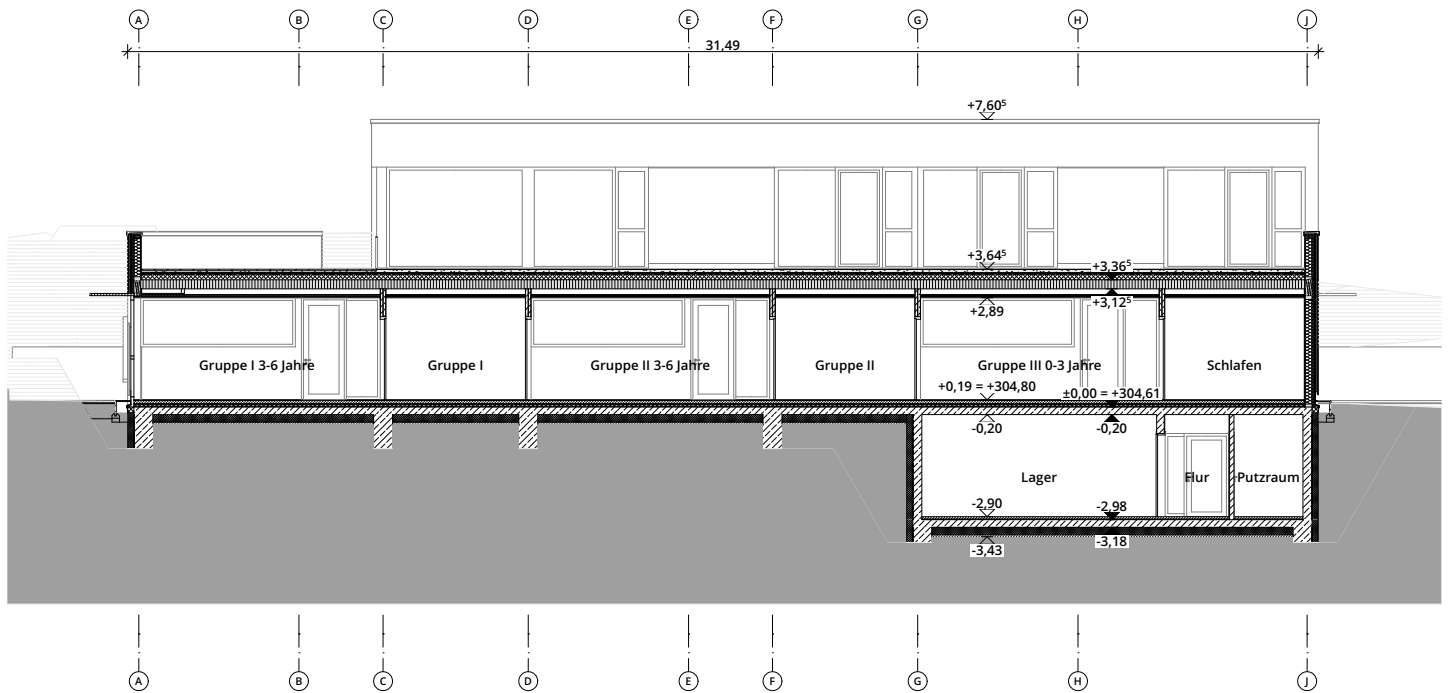 A B C D E F G H J
31,49
+7,60⁵
+3,64⁵
+3,36⁵
+3,12⁵
+2,89
Gruppe I 3-6 Jahre
Gruppe I
Gruppe II 3-6 Jahre
Gruppe II
Gruppe III 0-3 Jahre
Schlafen
+0,19 = +304,80
±0,00 = +304,61
-0,20
-0,20
Lager
Flur
Putzraum
-2,90
-2,98
-3,43
-3,18
A B C D E F G H J